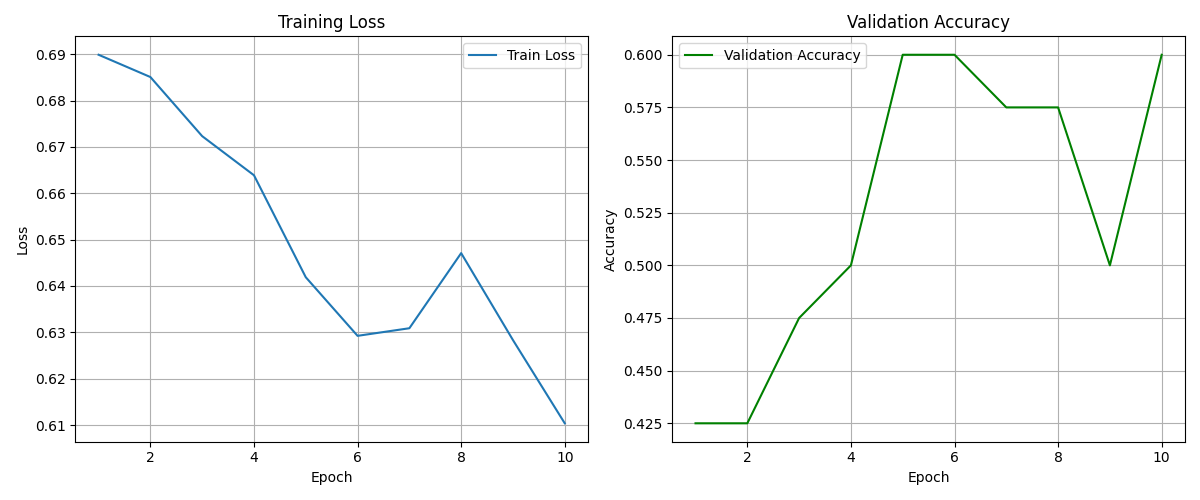 Training Loss
Train Loss
0.69
0.68
0.67
0.66
0.65
0.64
0.63
0.62
0.61
Loss
2 4 6 8 10
Epoch
Validation Accuracy
Validation Accuracy
0.600
0.575
0.550
0.525
0.500
0.475
0.450
0.425
Accuracy
2 4 6 8 10
Epoch